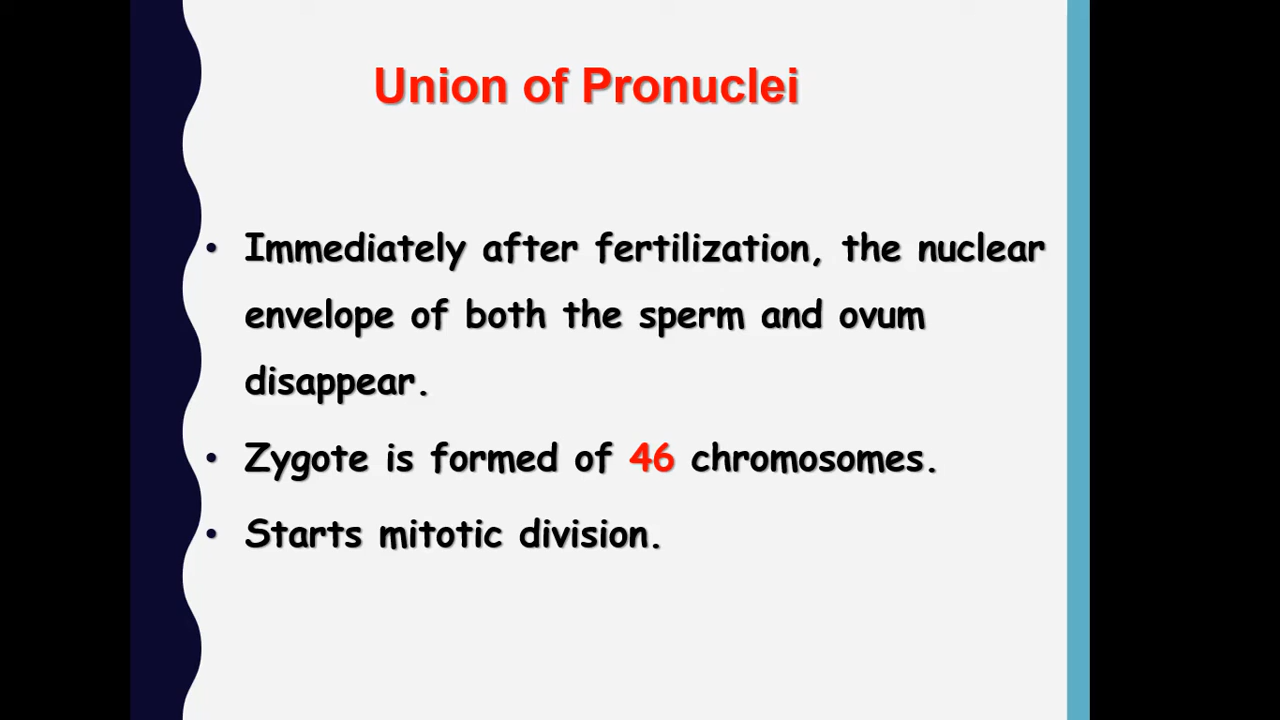 Union of Pronuclei
• Immediately after fertilization, the nuclear
envelope of both the sperm and ovum
disappear.
• Zygote is formed of 46 chromosomes.
• Starts mitotic division.